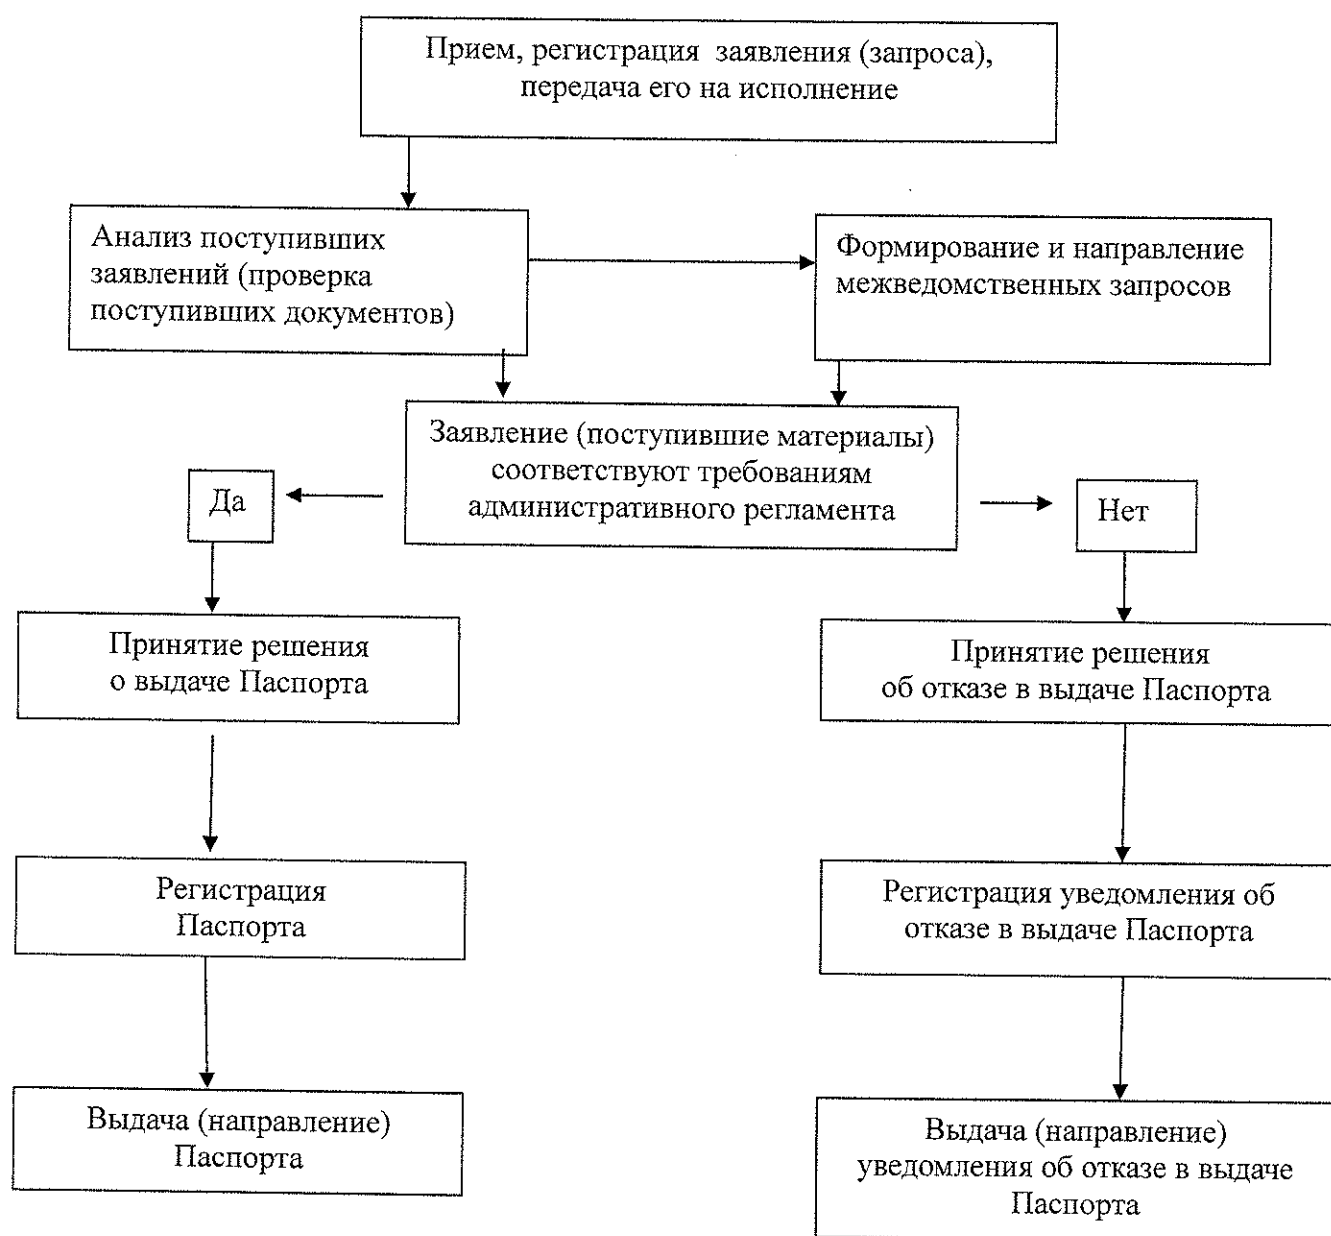 Прием, регистрация заявления (запроса),
передача его на исполнение
Анализ поступивших
заявлений (проверка
поступивших документов)
Формирование и направление
межведомственных запросов
Заявление (поступившие материалы)
соответствуют требованиям
административного регламента
Да
Нет
Принятие решения
о выдаче Паспорта
Принятие решения
об отказе в выдаче Паспорта
Регистрация
Паспорта
Регистрация уведомления об
отказе в выдаче Паспорта
Выдача (направление)
Паспорта
Выдача (направление)
уведомления об отказе в выдаче
Паспорта